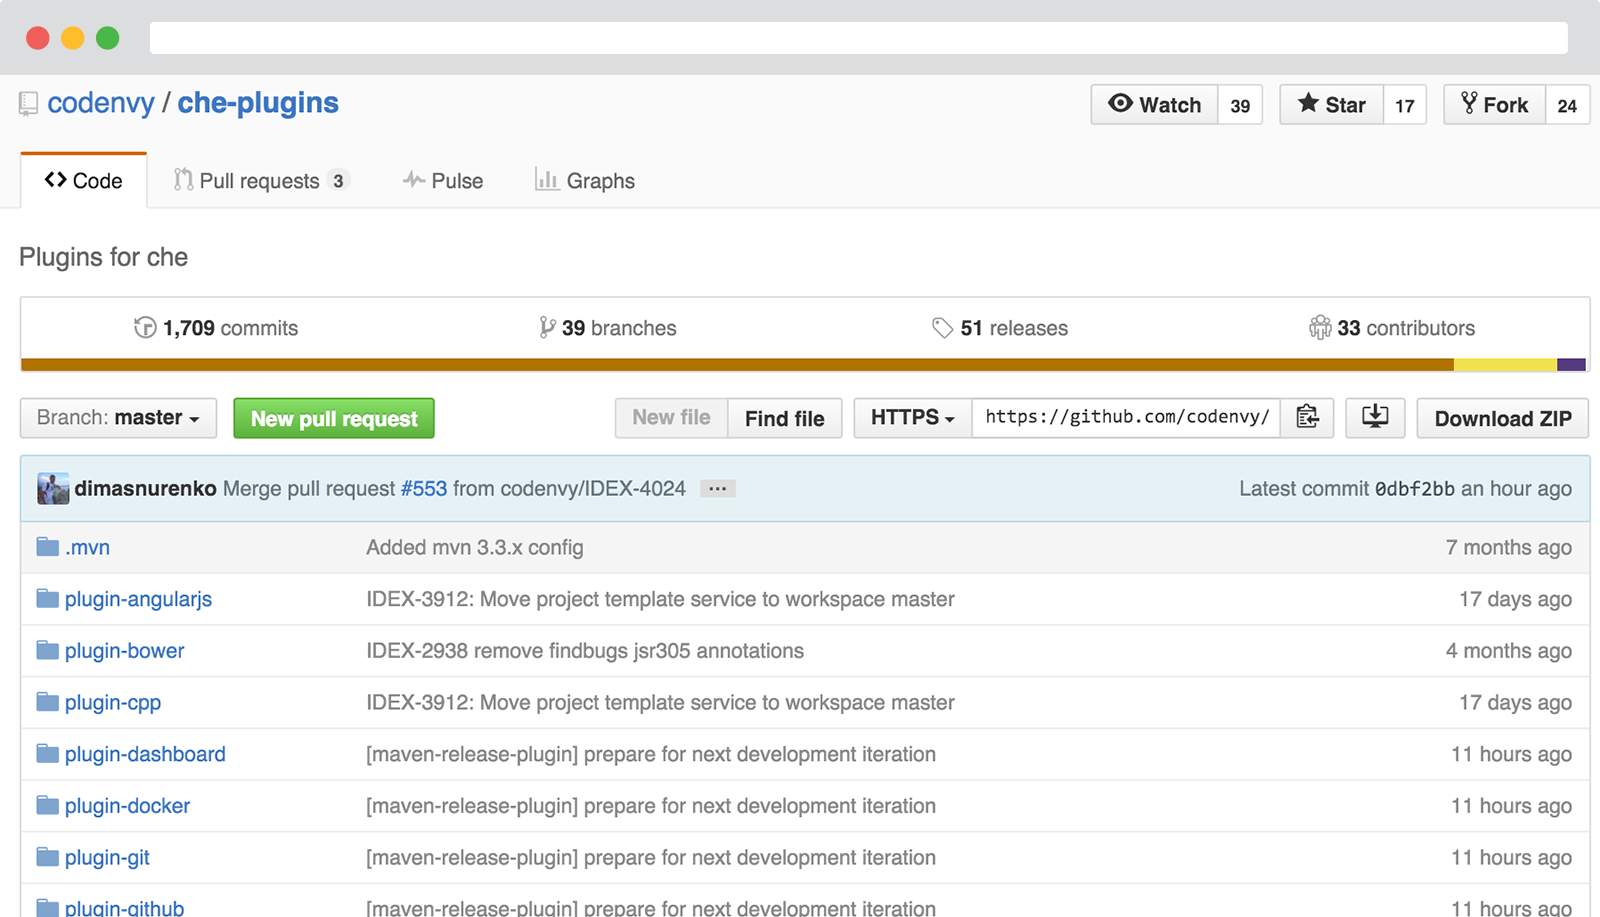 codenvy / che-plugins
Watch 39 Star 17 Fork 24
Code Pull requests 3 Pulse Graphs
Plugins for che
1,709 commits 39 branches 51 releases 33 contributors
Branch: master New pull request New file Find file HTTPS https://github.com/codenvy/ Download ZIP
dimasnurenko Merge pull request #553 from codenvy/IDEX-4024 ... Latest commit 0dbf2bb an hour ago
.mvn Added mvn 3.3.x config 7 months ago
plugin-angularjs IDEX-3912: Move project template service to workspace master 17 days ago
plugin-bower IDEX-2938 remove findbugs jsr305 annotations 4 months ago
plugin-cpp IDEX-3912: Move project template service to workspace master 17 days ago
plugin-dashboard [maven-release-plugin] prepare for next development iteration 11 hours ago
plugin-docker [maven-release-plugin] prepare for next development iteration 11 hours ago
plugin-git [maven-release-plugin] prepare for next development iteration 11 hours ago
plugin-github [maven-release-plugin] prepare for next development iteration 11 hours ago